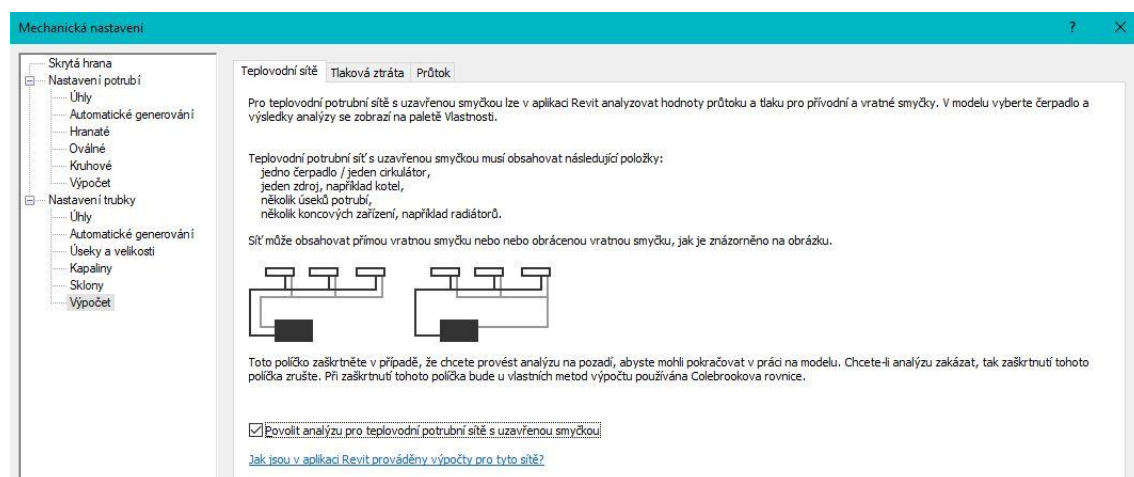 Mechanická nastavení
? ×
Skrytá hrana
Nastavení potrubí
Úhly
Automatické generování
Hranaté
Oválné
Kruhové
Výpočet
Nastavení trubky
Úhly
Automatické generování
Úseky a velikosti
Kapaliny
Sklony
Výpočet
Teplovodní sítě Tlaková ztráta Průtok
Pro teplovodní potrubní sítě s uzavřenou smyčkou lze v aplikaci Revit analyzovat hodnoty průtoku a tlaku pro přívodní a vratné smyčky. V modelu vyberte čerpadlo a
výsledky analýzy se zobrazí na paletě Vlastnosti.
Teplovodní potrubní síť s uzavřenou smyčkou musí obsahovat následující položky:
jedno čerpadlo / jeden cirkulátor,
jeden zdroj, například kotel,
několik úseků potrubí,
několik koncových zařízení, například radiátorů.
Síť může obsahovat přímou vratnou smyčku nebo nebo obrácenou vratnou smyčku, jak je znázorněno na obrázku.
Toto políčko zaškrtněte v případě, že chcete provést analýzu na pozadí, abyste mohli pokračovat v práci na modelu. Chcete-li analýzu zakázat, tak zaškrtnutí tohoto
políčka zrušte. Při zaškrtnutí tohoto políčka bude u vlastních metod výpočtu používána Colebrookova rovnice.
Povolit analýzu pro teplovodní potrubní sítě s uzavřenou smyčkou
Jak jsou v aplikaci Revit prováděny výpočty pro tyto sítě?